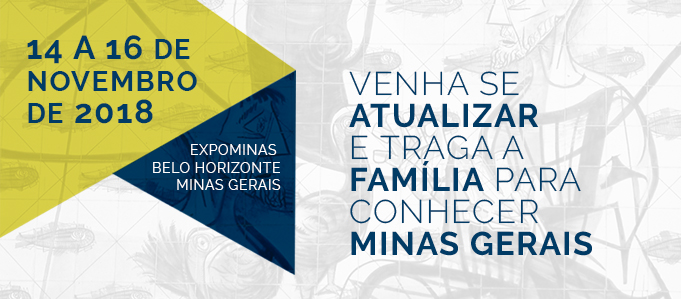 14 A 16 DE
NOVEMBRO
DE 2018
EXPOMINAS
BELO HORIZONTE
MINAS GERAIS
VENHA SE
ATUALIZAR
E TRAGA A
FAMÍLIA PARA
CONHECER
MINAS GERAIS